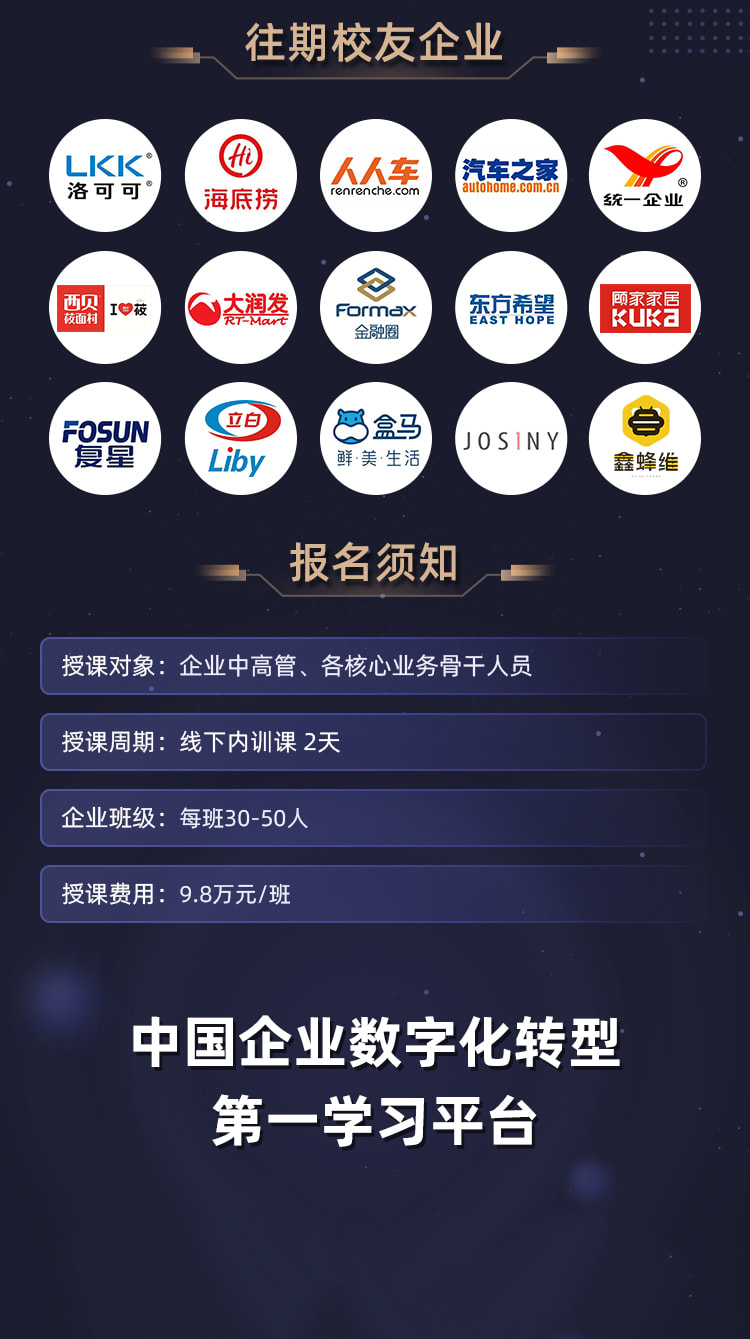 往期校友企业
LKK®
洛可可®
Hi
海底捞
人人车
renrenche.com
汽车之家
autohome.com.cn
®
统一企业
西贝
莜面村
I
莜
大润发
RT-Mart
Formax
金融圈
东方希望
EAST HOPE
顾家家居
KUKa
FOSUN
复星
立白
Liby
盒马
鲜·美·生活
JOSINY
鑫蜂维
报名须知
授课对象：企业中高管、各核心业务骨干人员
授课周期：线下内训课 2天
企业班级：每班30-50人
授课费用：9.8万元/班
中国企业数字化转型
第一学习平台